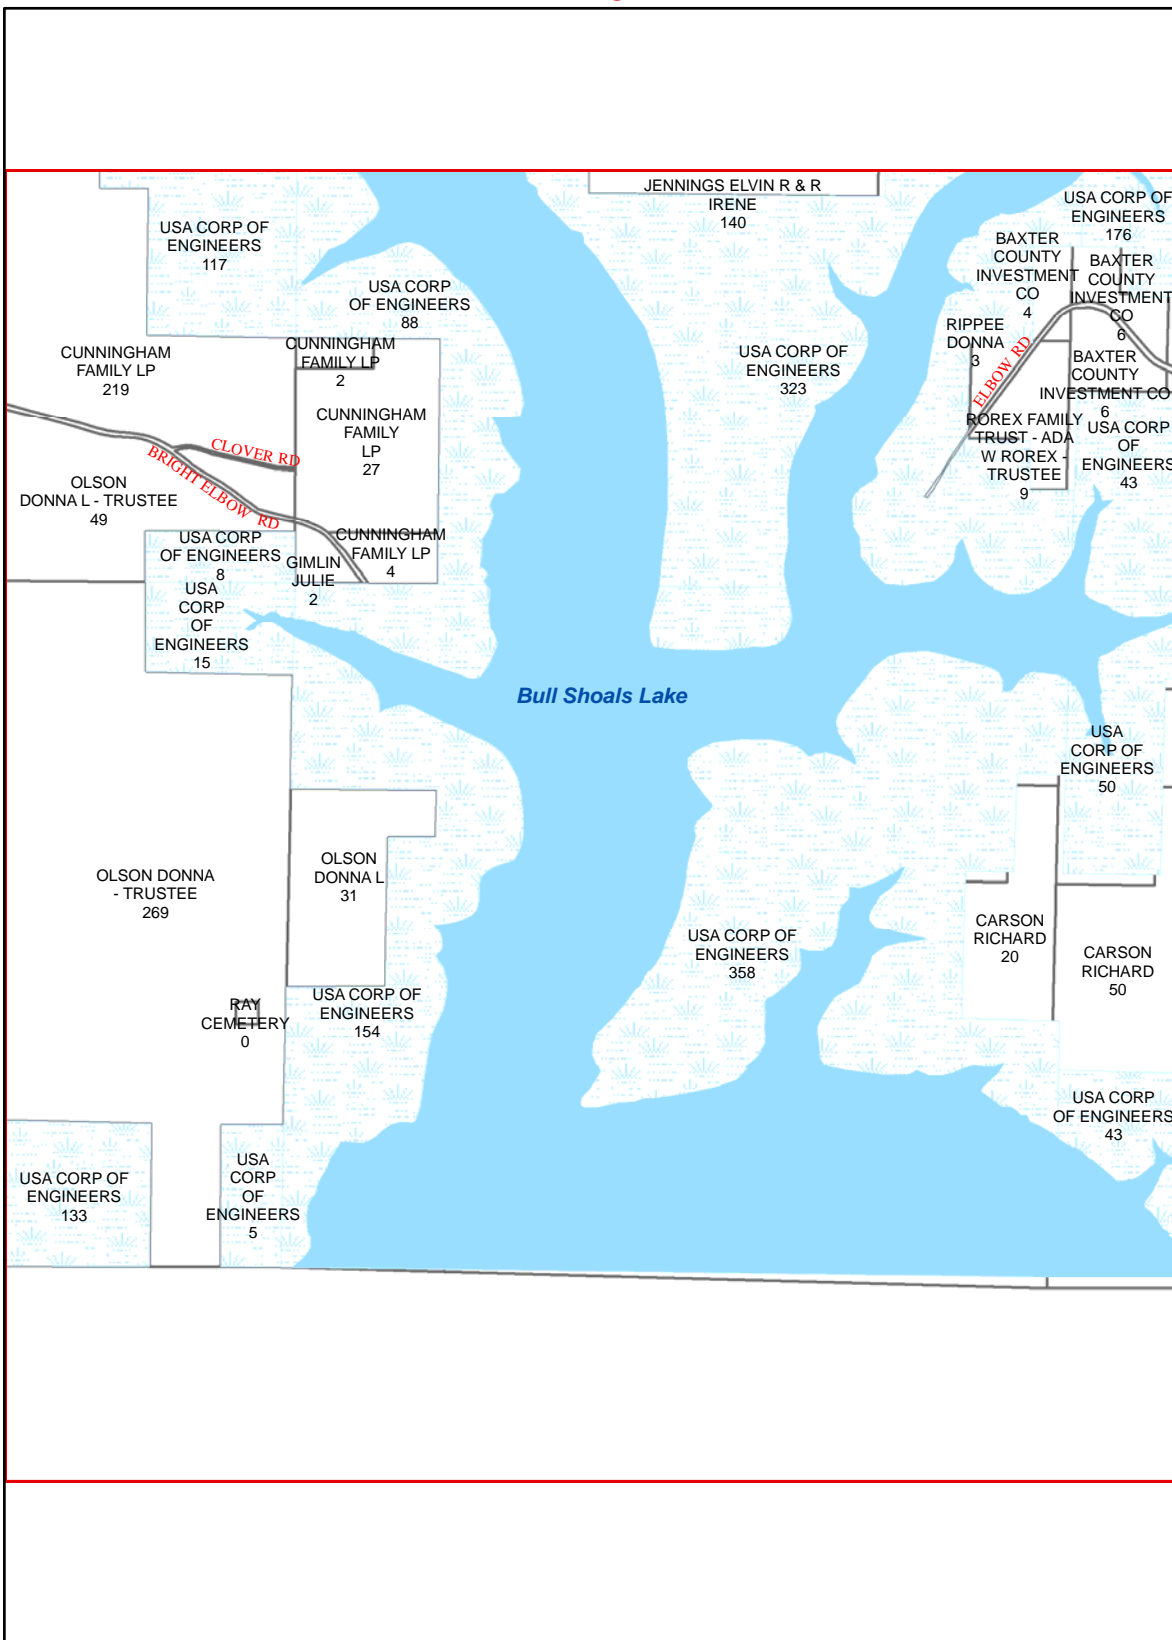 JENNINGS ELVIN R & R
IRENE
140
USA CORP OF
ENGINEERS
176
USA CORP OF
ENGINEERS
117
BAXTER
COUNTY
INVESTMENT
CO
4
BAXTER
COUNTY
INVESTMENT
CO
6
USA CORP
OF ENGINEERS
88
RIPPEE
DONNA
3
ELBOW RD
CUNNINGHAM
FAMILY LP
219
CUNNINGHAM
FAMILY LP
2
USA CORP OF
ENGINEERS
323
BAXTER
COUNTY
INVESTMENT CO
6
CUNNINGHAM
FAMILY
LP
27
ROREX FAMILY
TRUST - ADA
W ROREX -
TRUSTEE
9
USA CORP
OF
ENGINEERS
43
CLOVER RD
BRIGHT ELBOW RD
OLSON
DONNA L - TRUSTEE
49
USA CORP
OF ENGINEERS
8
CUNNINGHAM
FAMILY LP
4
GIMLIN
JULIE
2
USA
CORP
OF
ENGINEERS
15
Bull Shoals Lake
USA
CORP OF
ENGINEERS
50
OLSON
DONNA L
31
OLSON DONNA
- TRUSTEE
269
CARSON
RICHARD
20
USA CORP OF
ENGINEERS
358
CARSON
RICHARD
50
RAY
CEMETERY
0
USA CORP OF
ENGINEERS
154
USA CORP
OF ENGINEERS
43
USA CORP OF
ENGINEERS
133
USA
CORP
OF
ENGINEERS
5